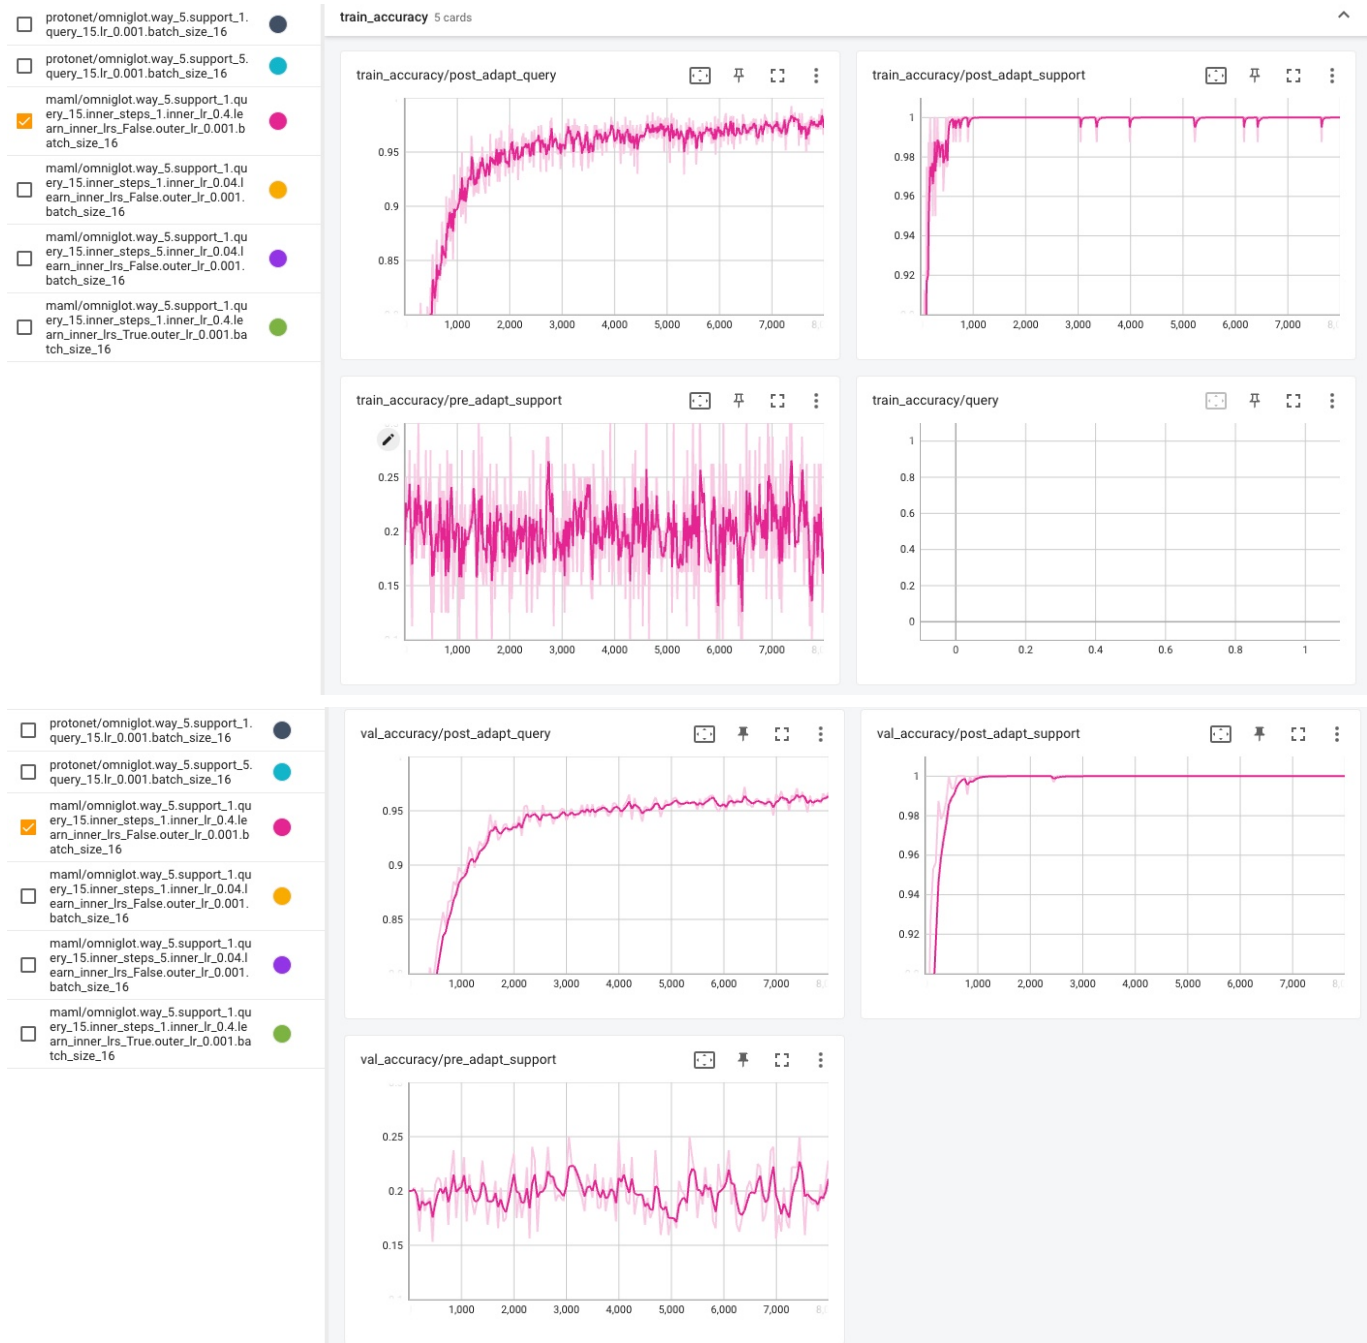 protonet/omniglot.way_5.support_1.
query_15.lr_0.001.batch_size_16
protonet/omniglot.way_5.support_5.
query_15.lr_0.001.batch_size_16
maml/omniglot.way_5.support_1.qu
ery_15.inner_steps_1.inner_lr_0.4.le
arn_inner_lrs_False.outer_lr_0.001.b
atch_size_16
maml/omniglot.way_5.support_1.qu
ery_15.inner_steps_1.inner_lr_0.04.l
earn_inner_lrs_False.outer_lr_0.001.
batch_size_16
maml/omniglot.way_5.support_1.qu
ery_15.inner_steps_5.inner_lr_0.04.l
earn_inner_lrs_False.outer_lr_0.001.
batch_size_16
maml/omniglot.way_5.support_1.qu
ery_15.inner_steps_1.inner_lr_0.4.le
arn_inner_lrs_True.outer_lr_0.001.ba
tch_size_16
train_accuracy 5 cards
train_accuracy/post_adapt_query
0.95
0.9
0.85
1,000 2,000 3,000 4,000 5,000 6,000 7,000 8,
train_accuracy/post_adapt_support
1
0.98
0.96
0.94
0.92
1,000 2,000 3,000 4,000 5,000 6,000 7,000 8,
train_accuracy/pre_adapt_support
0.25
0.2
0.15
1,000 2,000 3,000 4,000 5,000 6,000 7,000 8,
train_accuracy/query
1
0.8
0.6
0.4
0.2
0
0 0.2 0.4 0.6 0.8 1
protonet/omniglot.way_5.support_1.
query_15.lr_0.001.batch_size_16
protonet/omniglot.way_5.support_5.
query_15.lr_0.001.batch_size_16
maml/omniglot.way_5.support_1.qu
ery_15.inner_steps_1.inner_lr_0.4.le
arn_inner_lrs_False.outer_lr_0.001.b
atch_size_16
maml/omniglot.way_5.support_1.qu
ery_15.inner_steps_1.inner_lr_0.04.l
earn_inner_lrs_False.outer_lr_0.001.
batch_size_16
maml/omniglot.way_5.support_1.qu
ery_15.inner_steps_5.inner_lr_0.04.l
earn_inner_lrs_False.outer_lr_0.001.
batch_size_16
maml/omniglot.way_5.support_1.qu
ery_15.inner_steps_1.inner_lr_0.4.le
arn_inner_lrs_True.outer_lr_0.001.ba
tch_size_16
val_accuracy/post_adapt_query
0.95
0.9
0.85
1,000 2,000 3,000 4,000 5,000 6,000 7,000 8,
val_accuracy/post_adapt_support
1
0.98
0.96
0.94
0.92
1,000 2,000 3,000 4,000 5,000 6,000 7,000 8,
val_accuracy/pre_adapt_support
0.25
0.2
0.15
1,000 2,000 3,000 4,000 5,000 6,000 7,000 8,